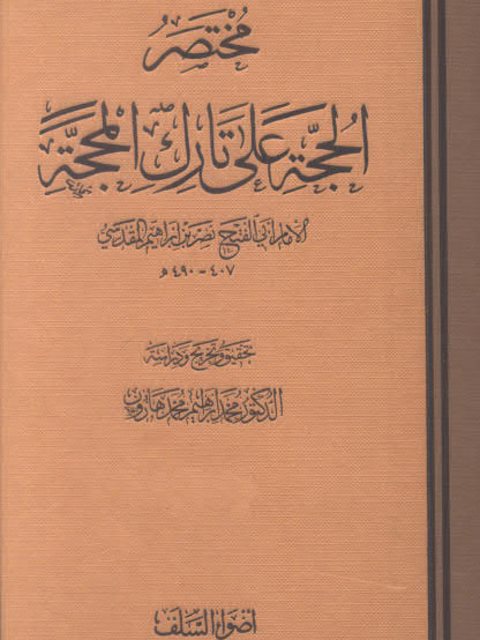 مختصر
الحجة على تارك المحجة
الإمام أبي الفتح نصر بن إبراهيم المقدسي
٤٠٧ - ٤٩٠ هـ
تحقيق وتخريج ودراسة
الدكتور محمد إبراهيم محمد هارون
أضواء السلف